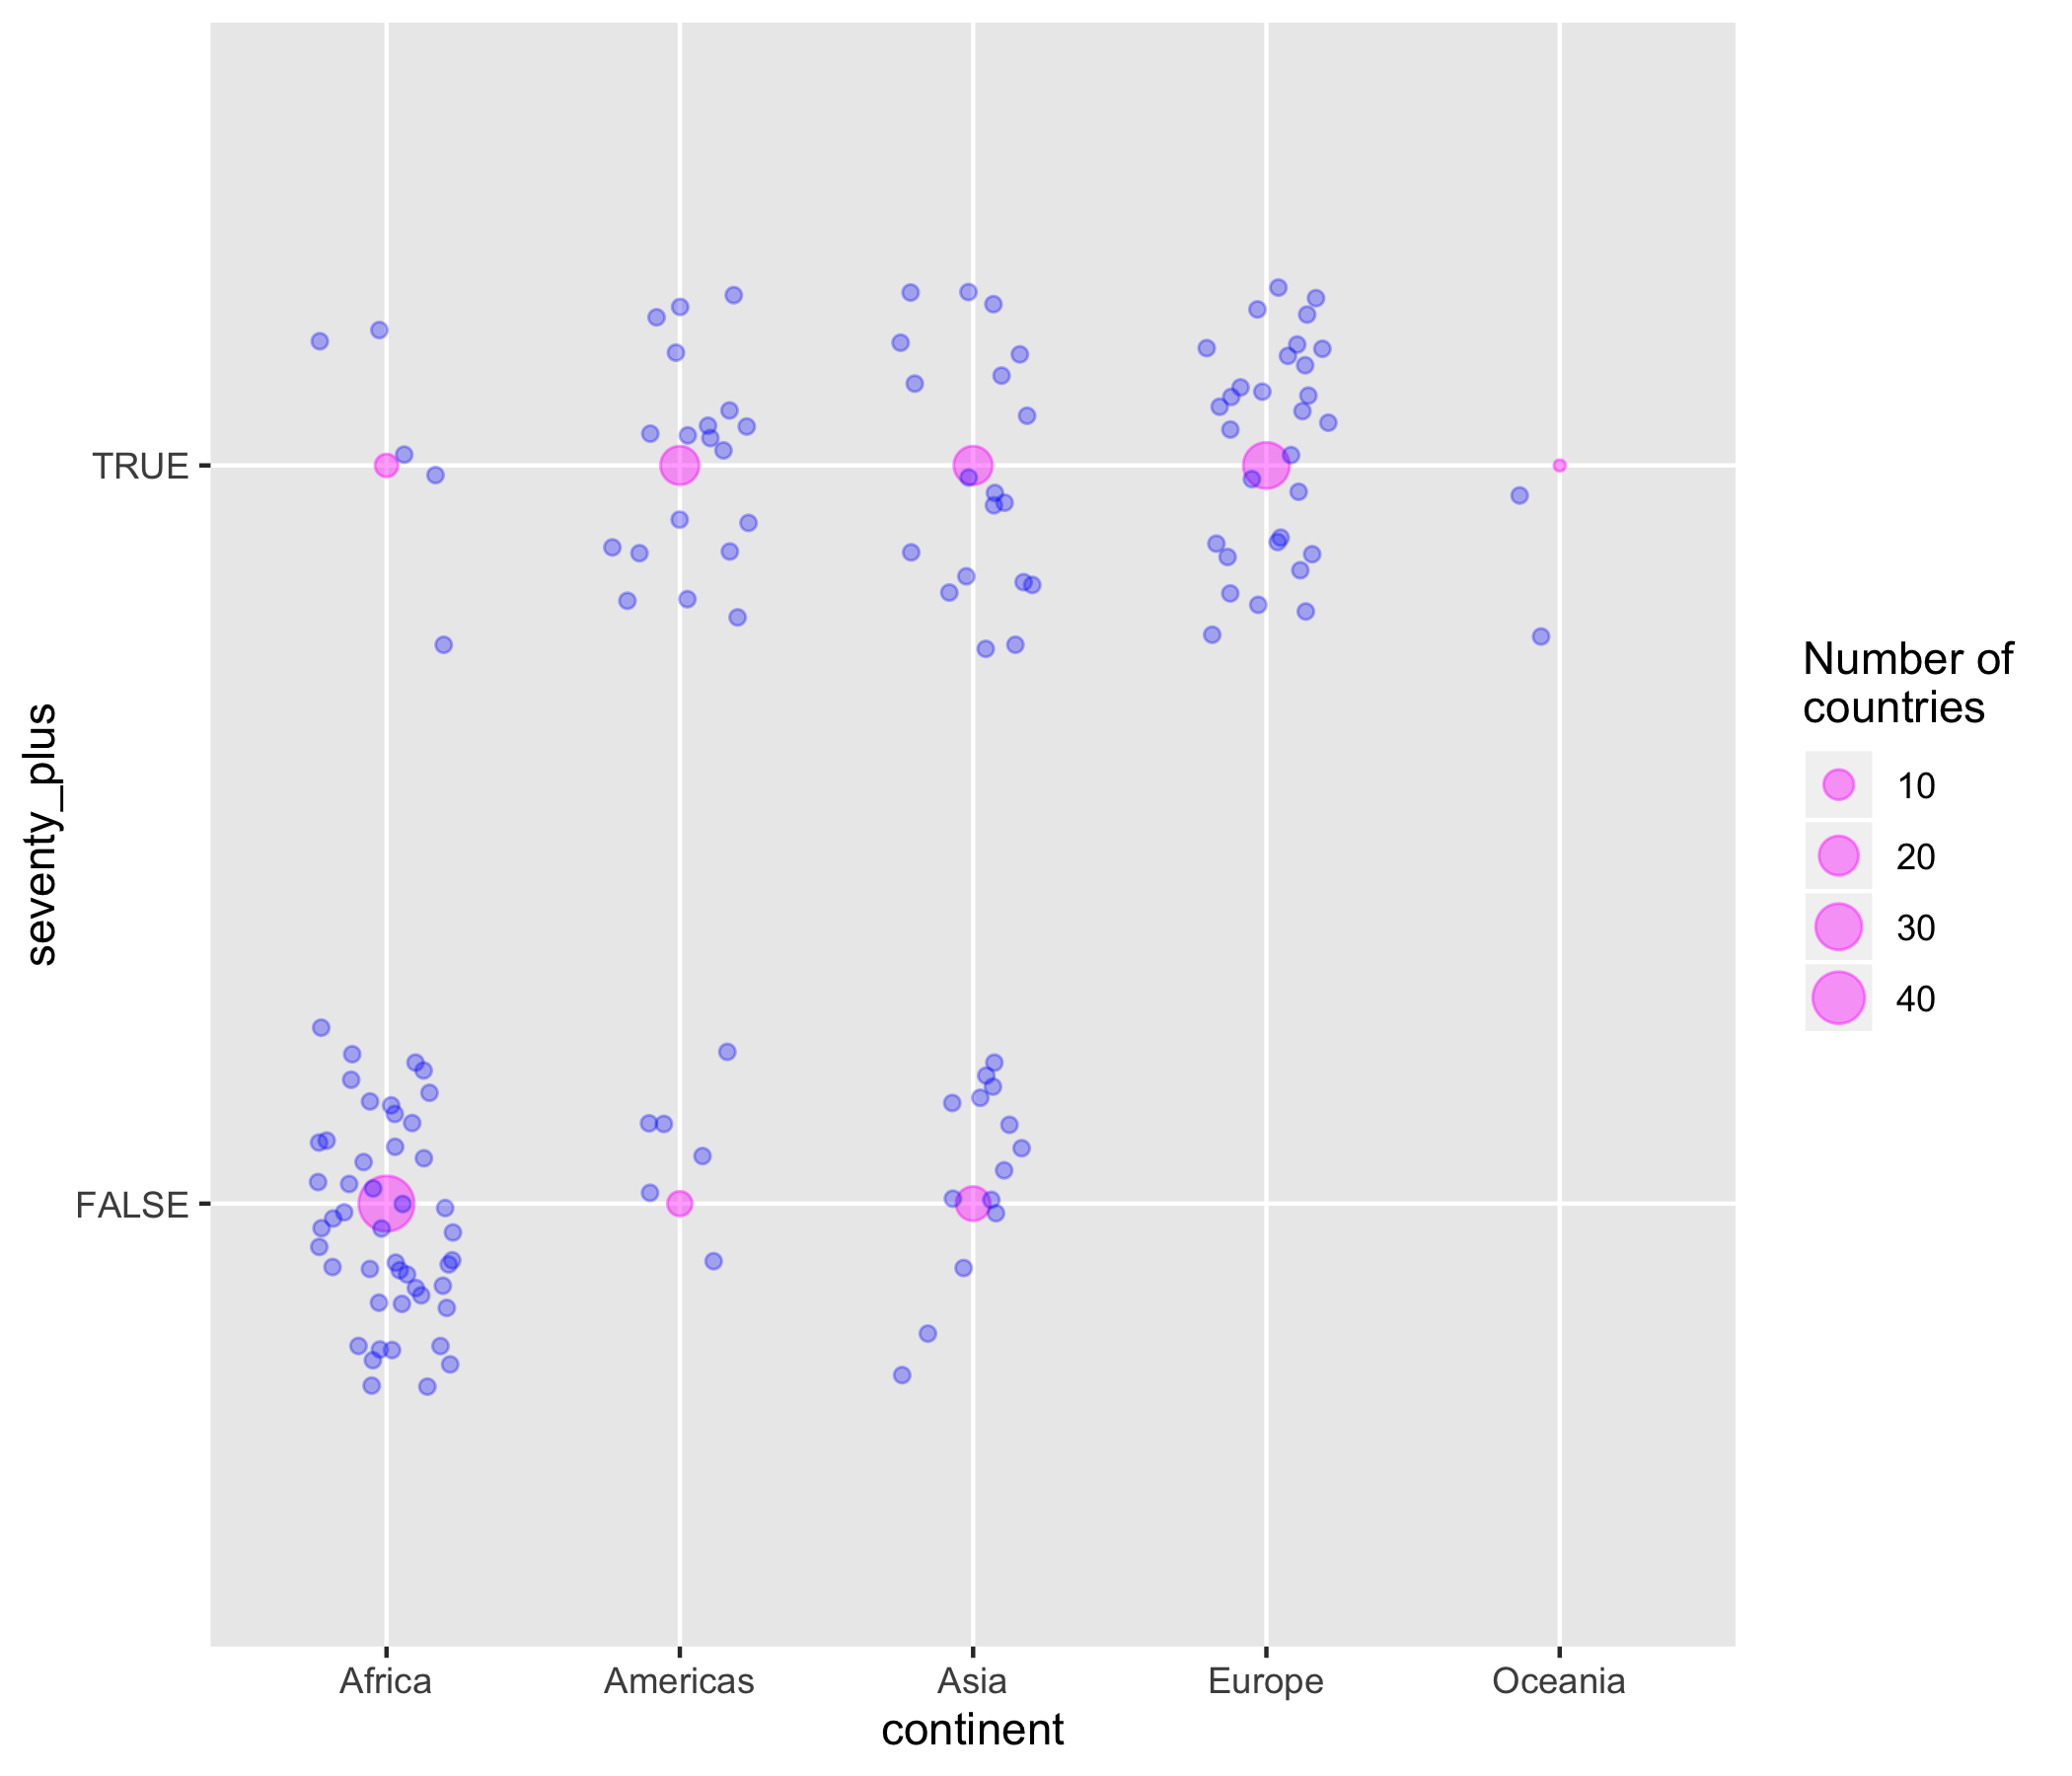 TRUE
FALSE
seventy_plus
Africa
Americas
Asia
Europe
Oceania
continent
Number of
countries
10
20
30
40